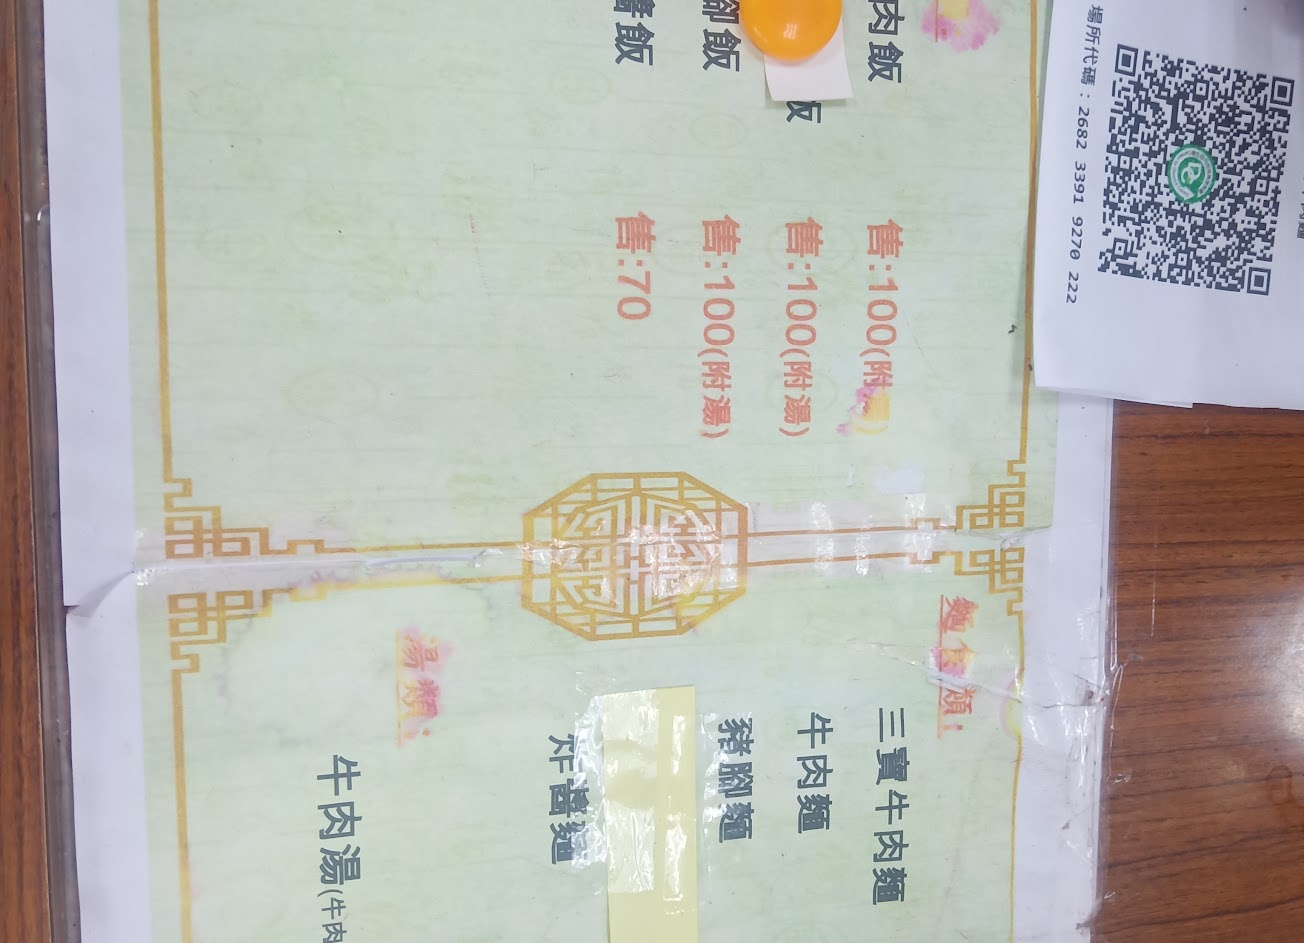 肉飯 售:100(附湯)
飯 售:100(附湯)
腳飯 售:100(附湯)
醬飯 售:70
麵食類:
三寶牛肉麵
牛肉麵
豬腳麵
炸醬麵
湯類:
牛肉湯(牛肉
場所代碼:2682 3391 9270 222